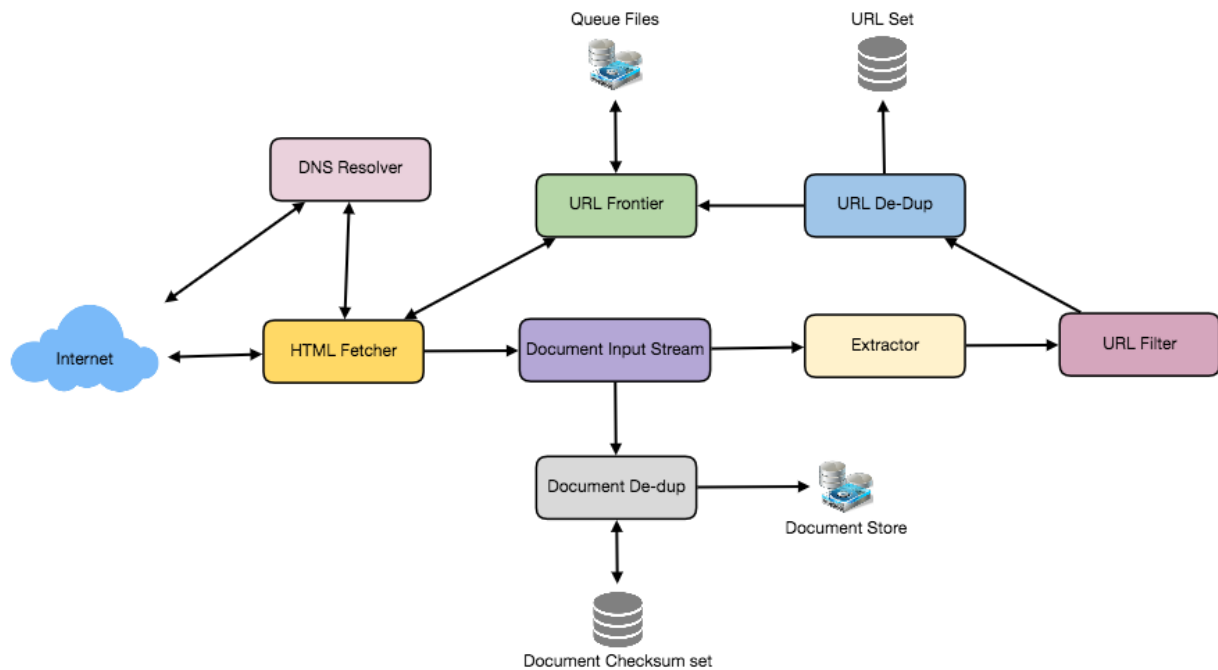 Queue Files
URL Set
DNS Resolver
URL Frontier
URL De-Dup
Internet
HTML Fetcher
Document Input Stream
Extractor
URL Filter
Document De-dup
Document Store
Document Checksum set